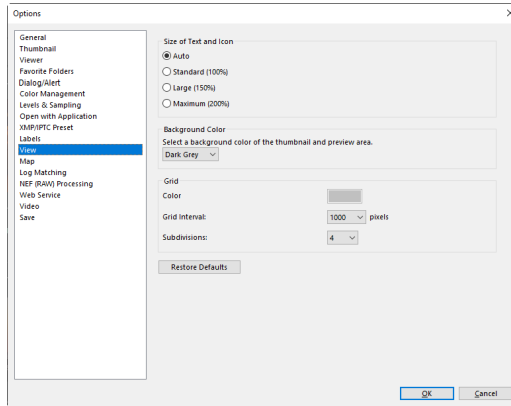 Options
General
Thumbnail
Viewer
Favorite Folders
Dialog/Alert
Color Management
Levels & Sampling
Open with Application
XMP/IPTC Preset
Labels
View
Map
Log Matching
NEF (RAW) Processing
Web Service
Video
Save
Size of Text and Icon
Auto
Standard (100%)
Large (150%)
Maximum (200%)
Background Color
Select a background color of the thumbnail and preview area.
Dark Grey
Grid
Color
Grid Interval: 1000 pixels
Subdivisions: 4
Restore Defaults
OK Cancel